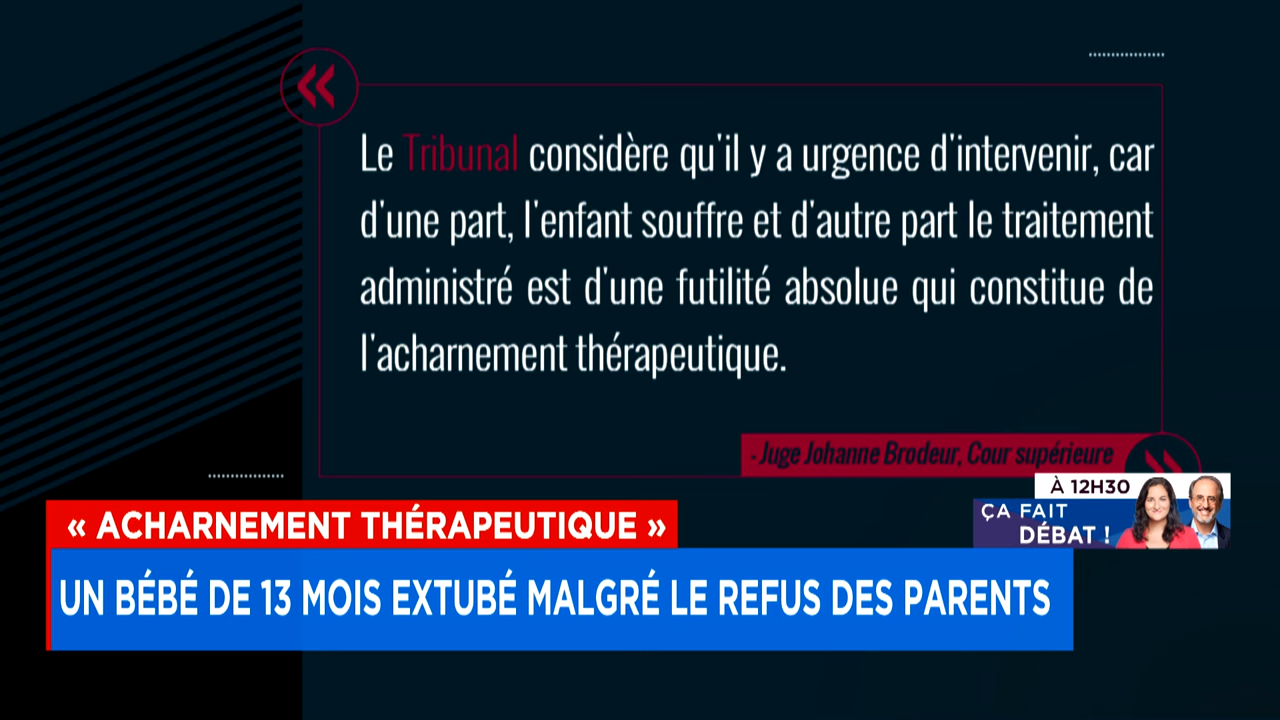 Le Tribunal considère qu'il y a urgence d'intervenir, car
d'une part, l'enfant souffre et d'autre part le traitement
administré est d'une futilité absolue qui constitue de
l'acharnement thérapeutique.
- Juge Johanne Brodeur, Cour supérieure
À 12H30
ÇA FAIT
DÉBAT !
« ACHARNEMENT THÉRAPEUTIQUE »
UN BÉBÉ DE 13 MOIS EXTUBÉ MALGRÉ LE REFUS DES PARENTS